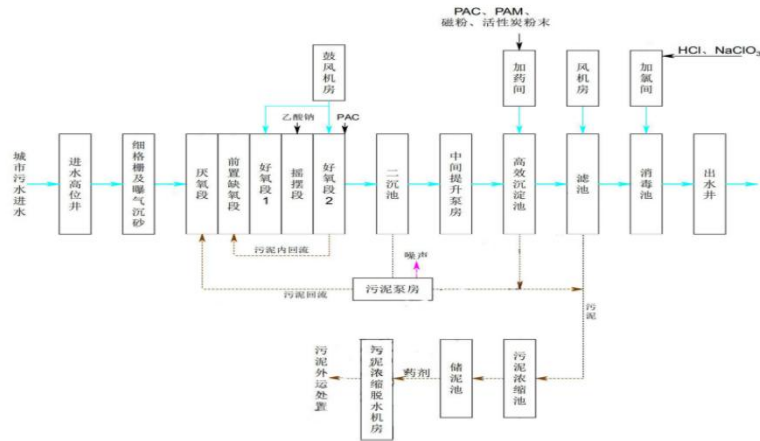 PAC、PAM、
磁粉、活性炭粉末
HCl、NaClO3
鼓风机房
加药间
风机房
加氯间
乙酸钠
PAC
城市污水进水
进水高位井
细格栅及曝气沉砂
厌氧段
前置缺氧段
好氧段1
摇摆段
好氧段2
二沉池
中间提升泵房
高效沉淀池
滤池
消毒池
出水井
污泥内回流
噪声
污泥回流
污泥泵房
污泥
污泥外运处置
污泥浓缩脱水机房
药剂
储泥池
污泥浓缩池